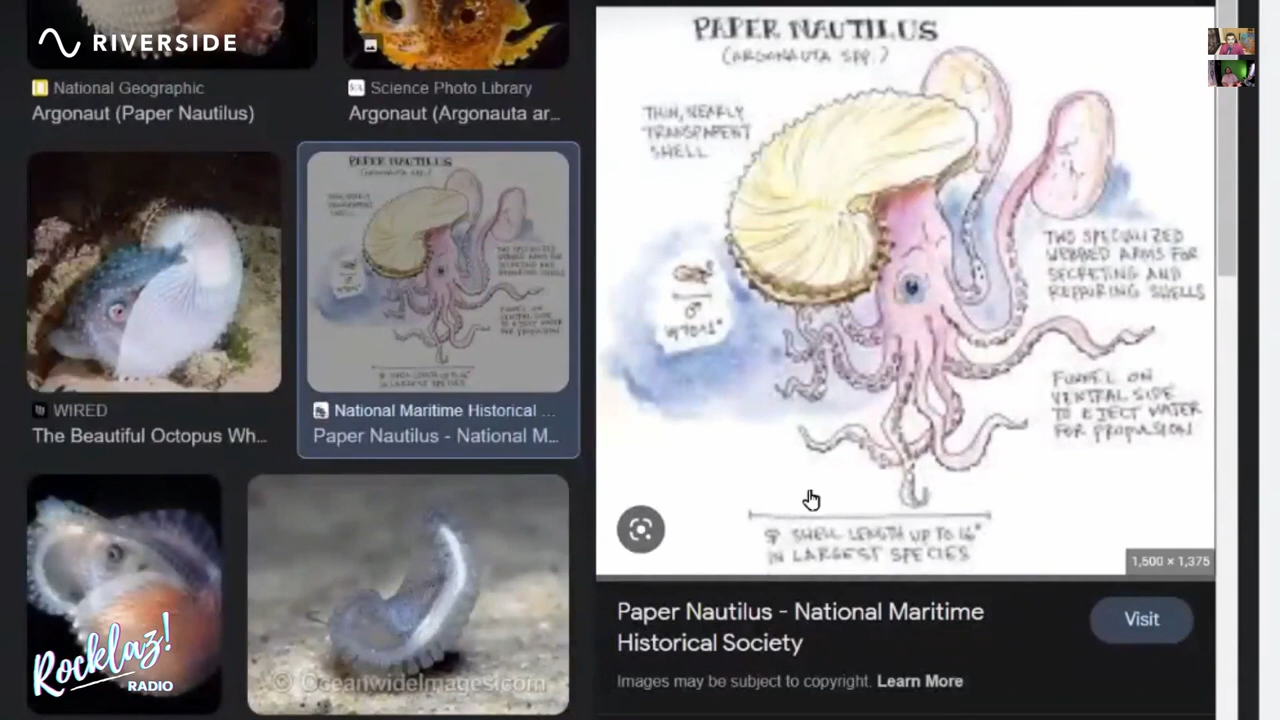 RIVERSIDE
National Geographic
Argonaut (Paper Nautilus)
Science Photo Library
Argonaut (Argonauta ar...
WIRED
The Beautiful Octopus Wh...
PAPER NAUTILUS
National Maritime Historical ...
Paper Nautilus - National M...
© OceanwideImages.com
Rocklaz!
RADIO
PAPER NAUTILUS
(ARGONAUTA SPP.)
THIN, NEARLY
TRANSPARENT
SHELL
TWO SPECIALIZED
WEBBED ARMS FOR
SECRETING AND
REPAIRING SHELLS
♂
FUNNEL ON
VENTRAL SIDE
TO EJECT WATER
FOR PROPULSION
♀ SHELL LENGTH UP TO 16"
IN LARGEST SPECIES
1,500 × 1,375
Paper Nautilus - National Maritime
Historical Society
Visit
Images may be subject to copyright. Learn More